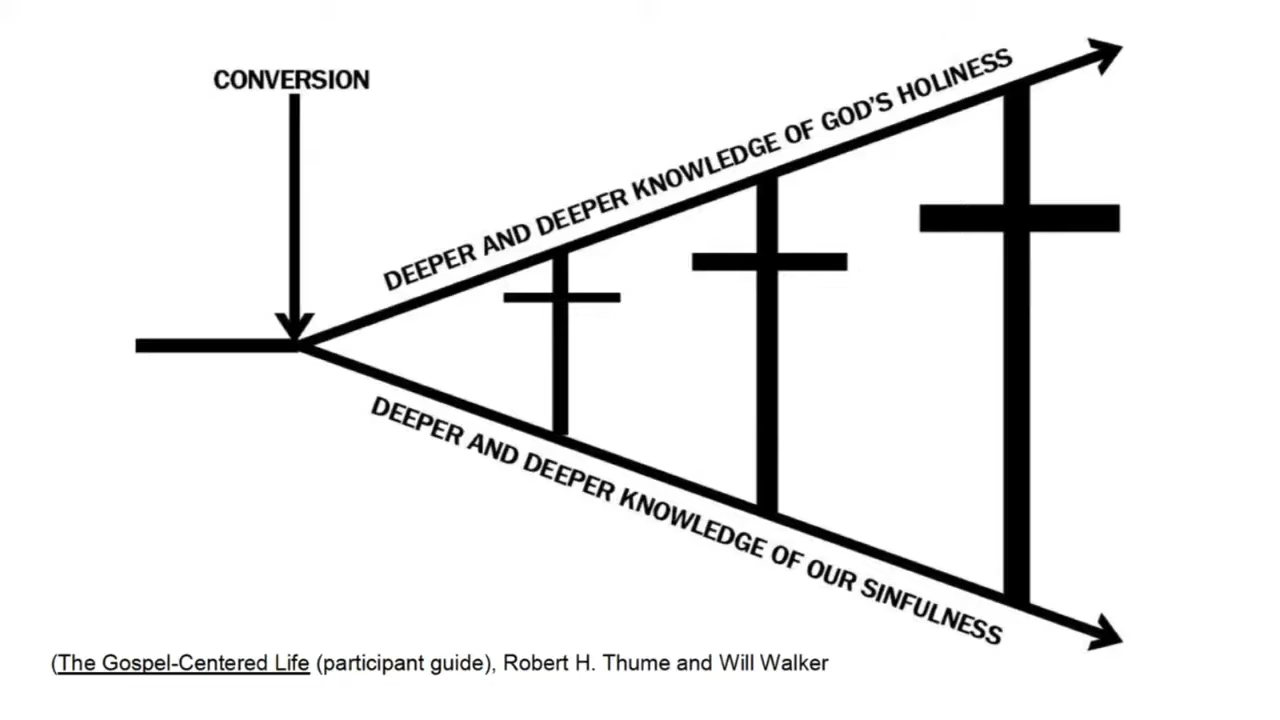 CONVERSION
DEEPER AND DEEPER KNOWLEDGE OF GOD'S HOLINESS
DEEPER AND DEEPER KNOWLEDGE OF OUR SINFULNESS
(The Gospel-Centered Life (participant guide), Robert H. Thume and Will Walker